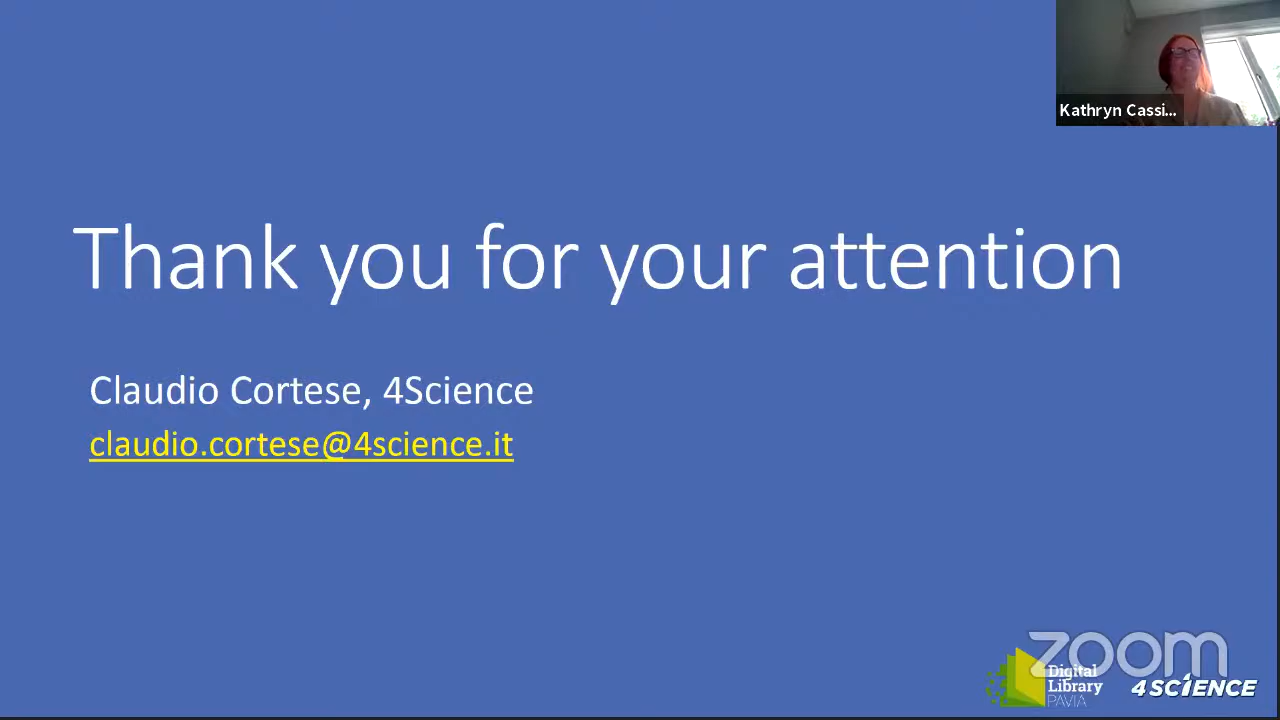 Kathryn Cassi...
Thank you for your attention
Claudio Cortese, 4Science
claudio.cortese@4science.it
zoom
Digital
Library
PAVIA
4SCIENCE